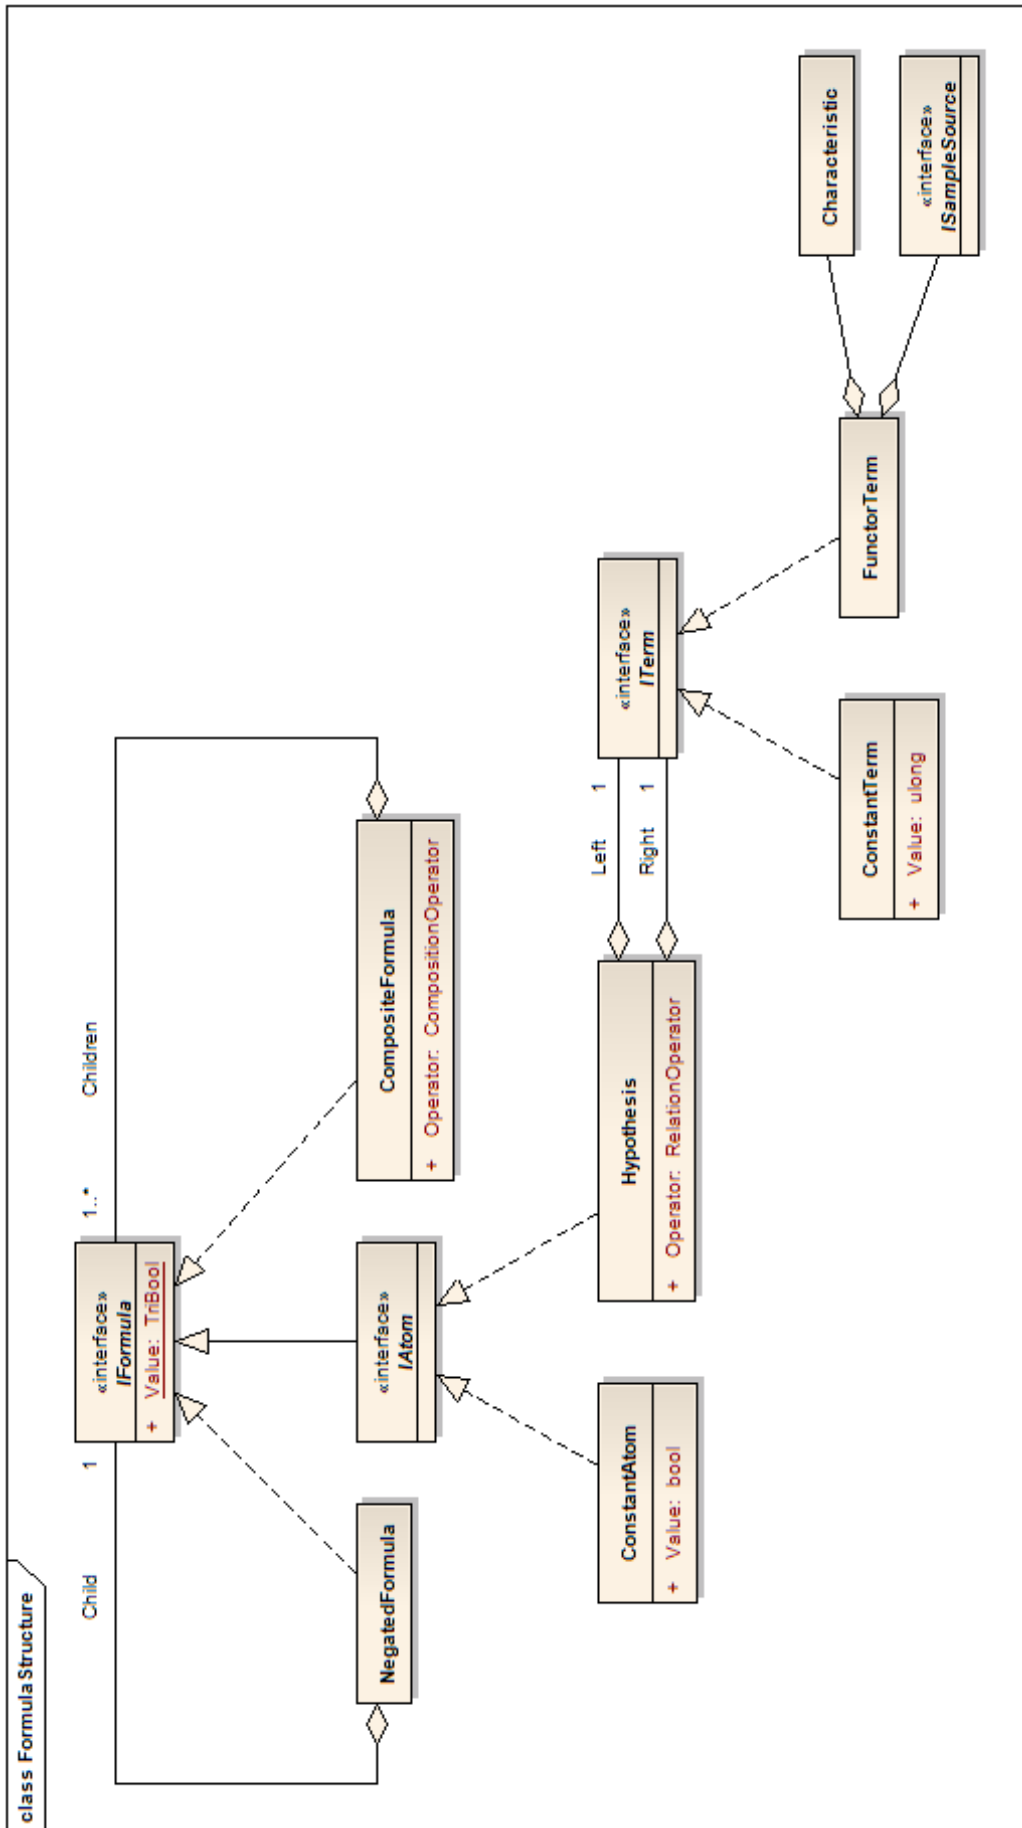 class FormulaStructure
Child
1
«interface»
IFormula
+ Value: TriBool
1..*
Children
NegatedFormula
«interface»
IAtom
CompositeFormula
+ Operator: CompositionOperator
ConstantAtom
+ Value: bool
Hypothesis
+ Operator: RelationOperator
Left
1
Right
1
«interface»
ITerm
ConstantTerm
+ Value: ulong
FunctorTerm
Characteristic
«interface»
ISampleSource